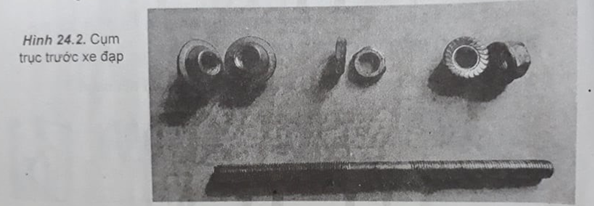 Hình 24.2. Cụm
trục trước xe đạp